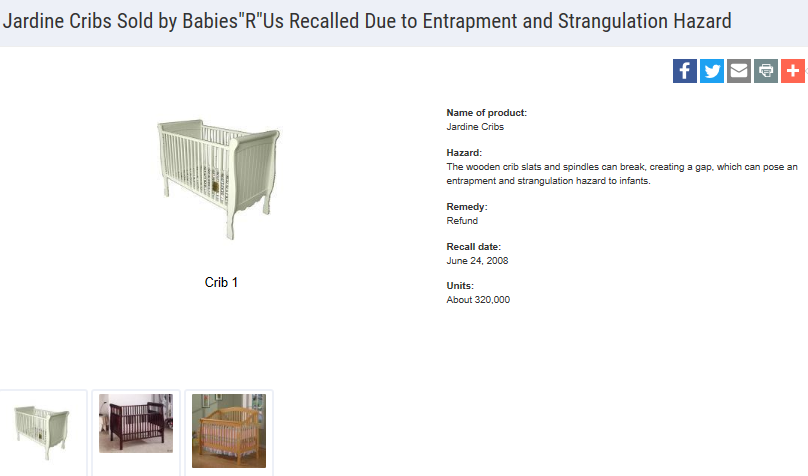 Jardine Cribs Sold by Babies"R"Us Recalled Due to Entrapment and Strangulation Hazard
Name of product:
Jardine Cribs
Hazard:
The wooden crib slats and spindles can break, creating a gap, which can pose an
entrapment and strangulation hazard to infants.
Remedy:
Refund
Recall date:
June 24, 2008
Units:
About 320,000
Crib 1